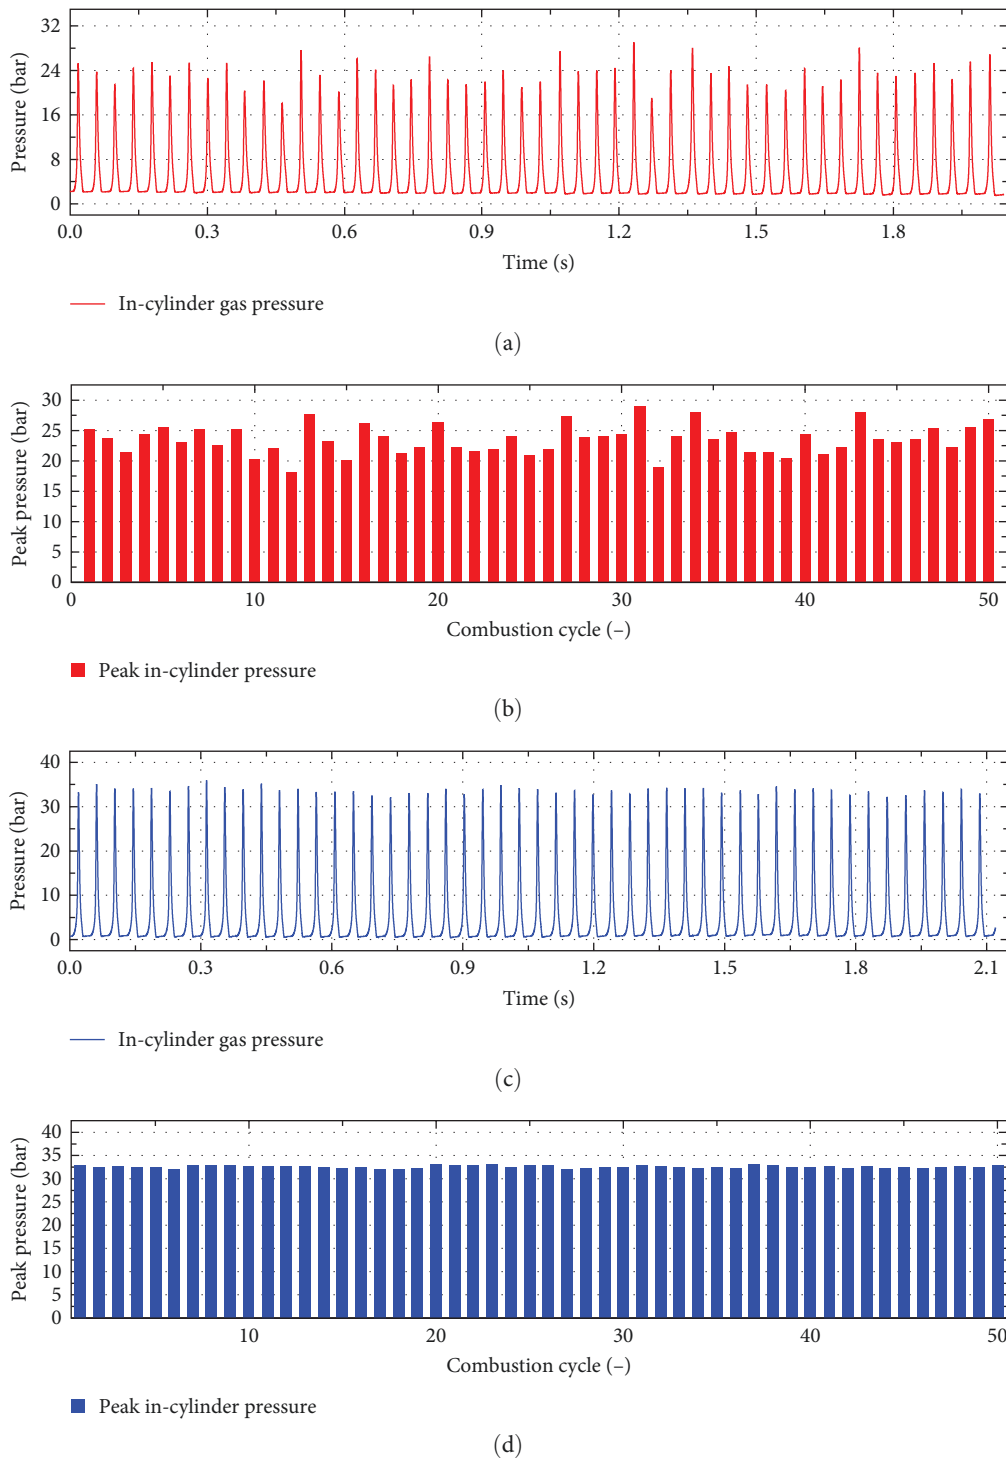 32
24
16
8
0
Pressure (bar)
0.0 0.3 0.6 0.9 1.2 1.5 1.8
Time (s)
In-cylinder gas pressure
(a)
30
25
20
15
10
5
0
Peak pressure (bar)
0 10 20 30 40 50
Combustion cycle (–)
Peak in-cylinder pressure
(b)
40
30
20
10
0
Pressure (bar)
0.0 0.3 0.6 0.9 1.2 1.5 1.8 2.1
Time (s)
In-cylinder gas pressure
(c)
40
35
30
25
20
15
10
5
0
Peak pressure (bar)
10 20 30 40 50
Combustion cycle (–)
Peak in-cylinder pressure
(d)